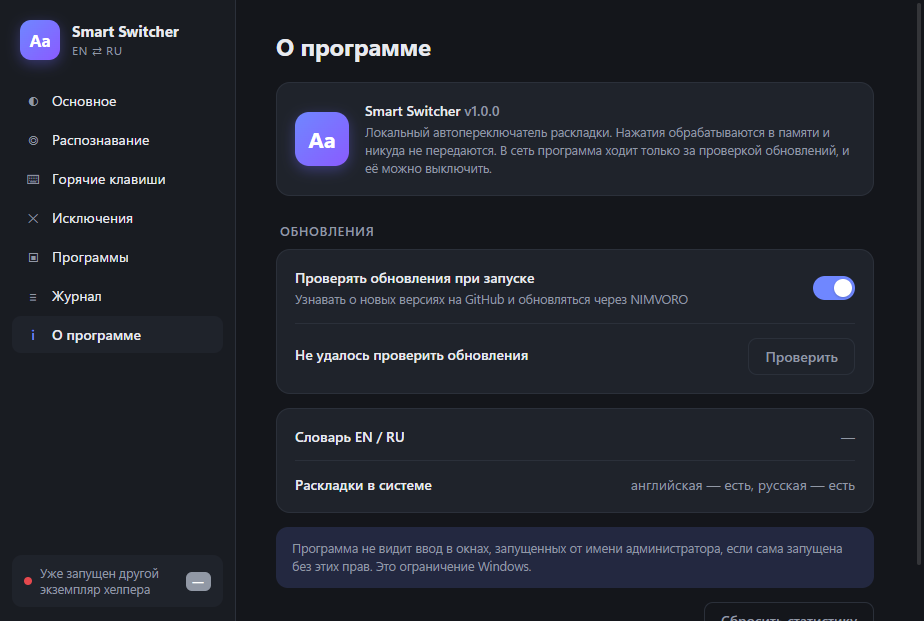 Aa
Smart Switcher
EN ⇄ RU
Основное
Распознавание
Горячие клавиши
Исключения
Программы
Журнал
i О программе
Уже запущен другой
экземпляр хелпера
—
О программе
Aa
Smart Switcher v1.0.0
Локальный автопереключатель раскладки. Нажатия обрабатываются в памяти и
никуда не передаются. В сеть программа ходит только за проверкой обновлений, и
её можно выключить.
ОБНОВЛЕНИЯ
Проверять обновления при запуске
Узнавать о новых версиях на GitHub и обновляться через NIMVORO
Не удалось проверить обновления
Проверить
Словарь EN / RU —
Раскладки в системе английская — есть, русская — есть
Программа не видит ввод в окнах, запущенных от имени администратора, если сама запущена
без этих прав. Это ограничение Windows.
Сбросить статистику